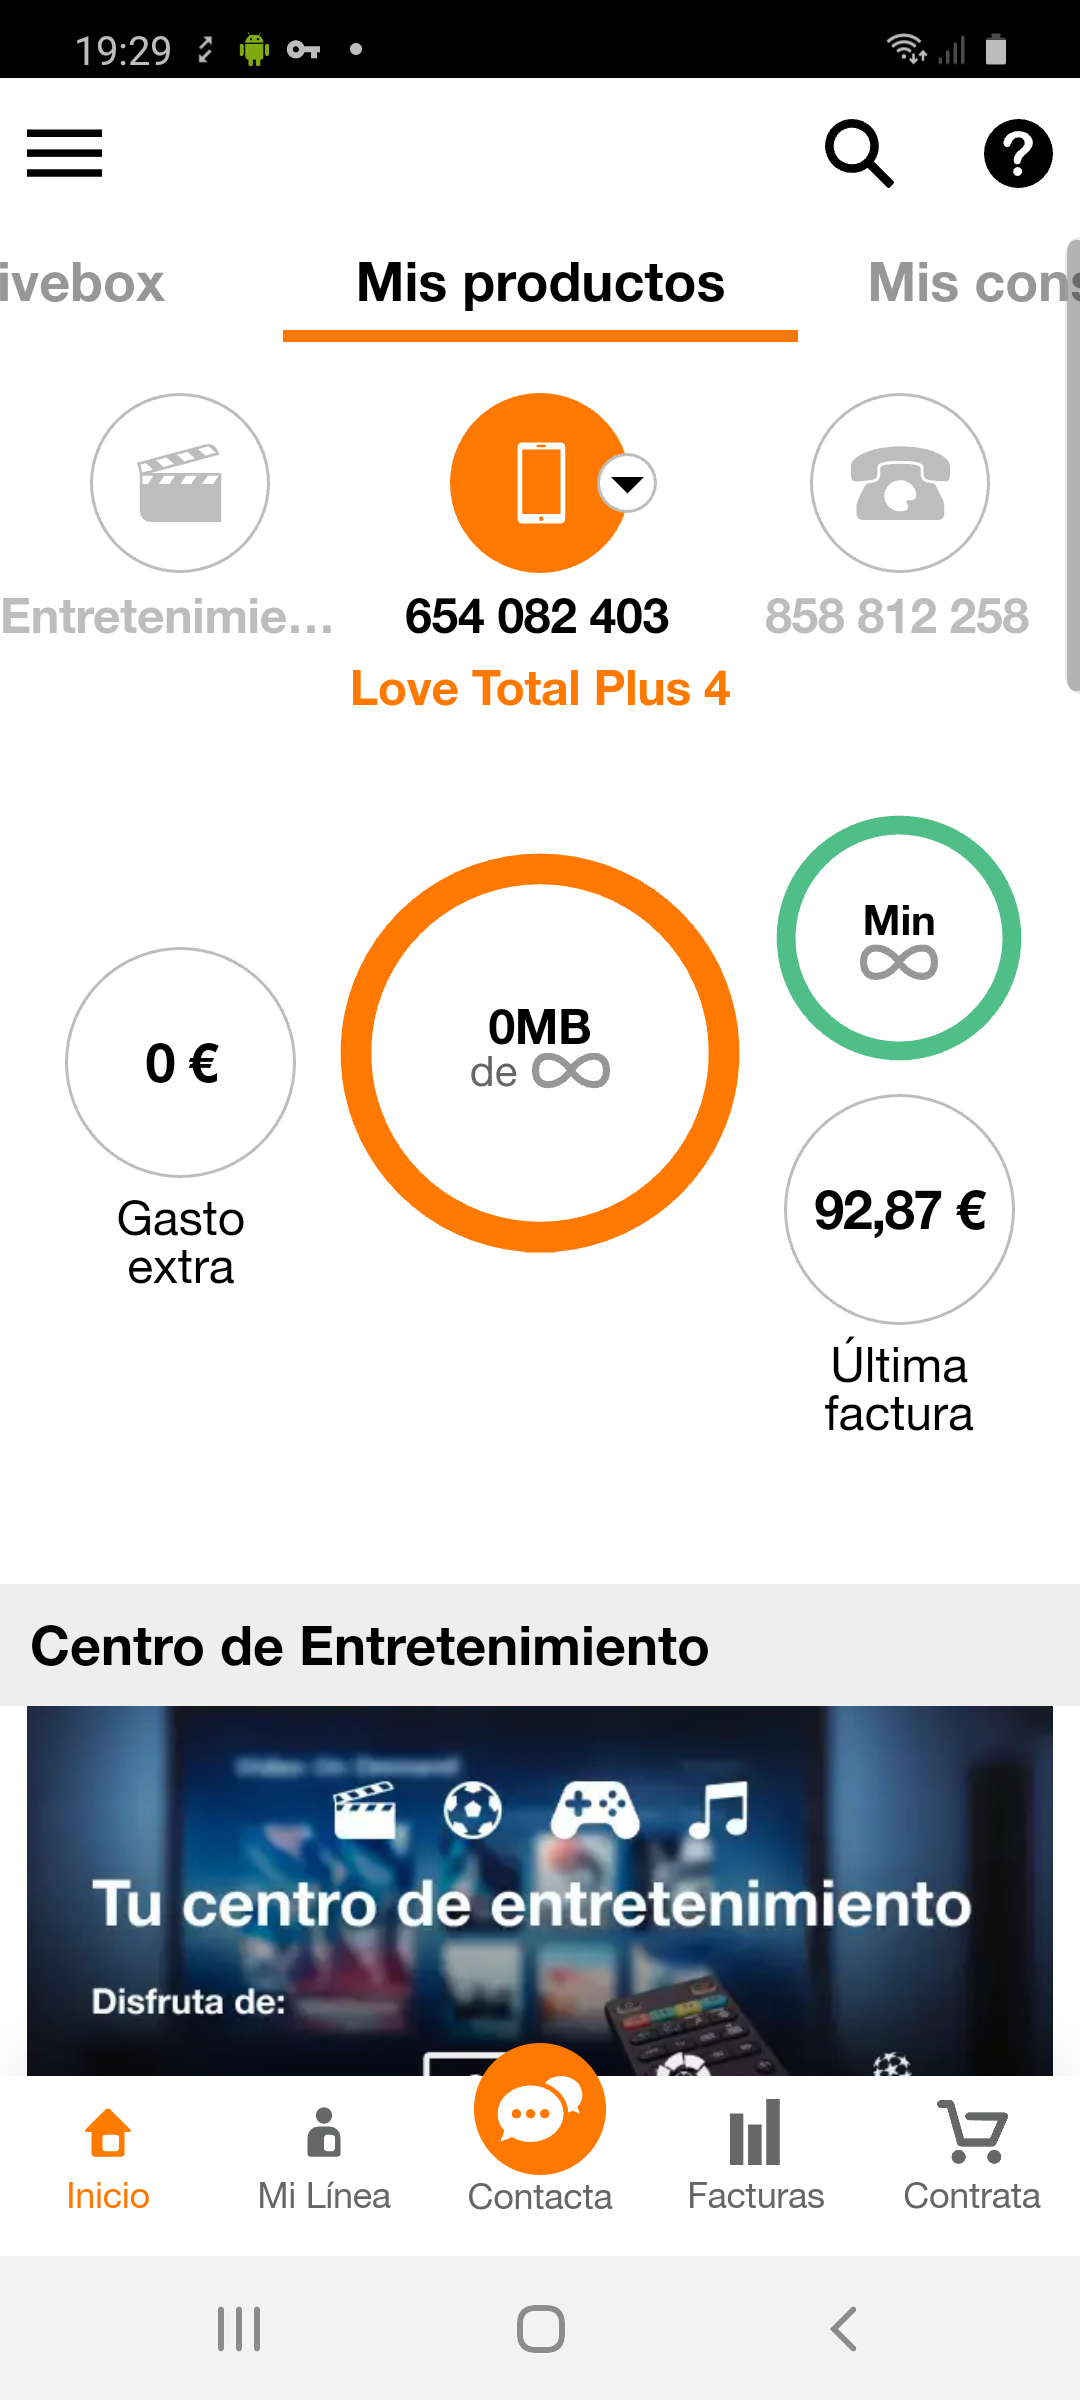 19:29
ivebox
Mis productos
Mis cons
Entretenimie...
654 082 403
858 812 258
Love Total Plus 4
Min
0MB
de
0 €
92,87 €
Gasto
extra
Última
factura
Centro de Entretenimiento
Tu centro de entretenimiento
Disfruta de:
Inicio
Mi Línea
Contacta
Facturas
Contrata